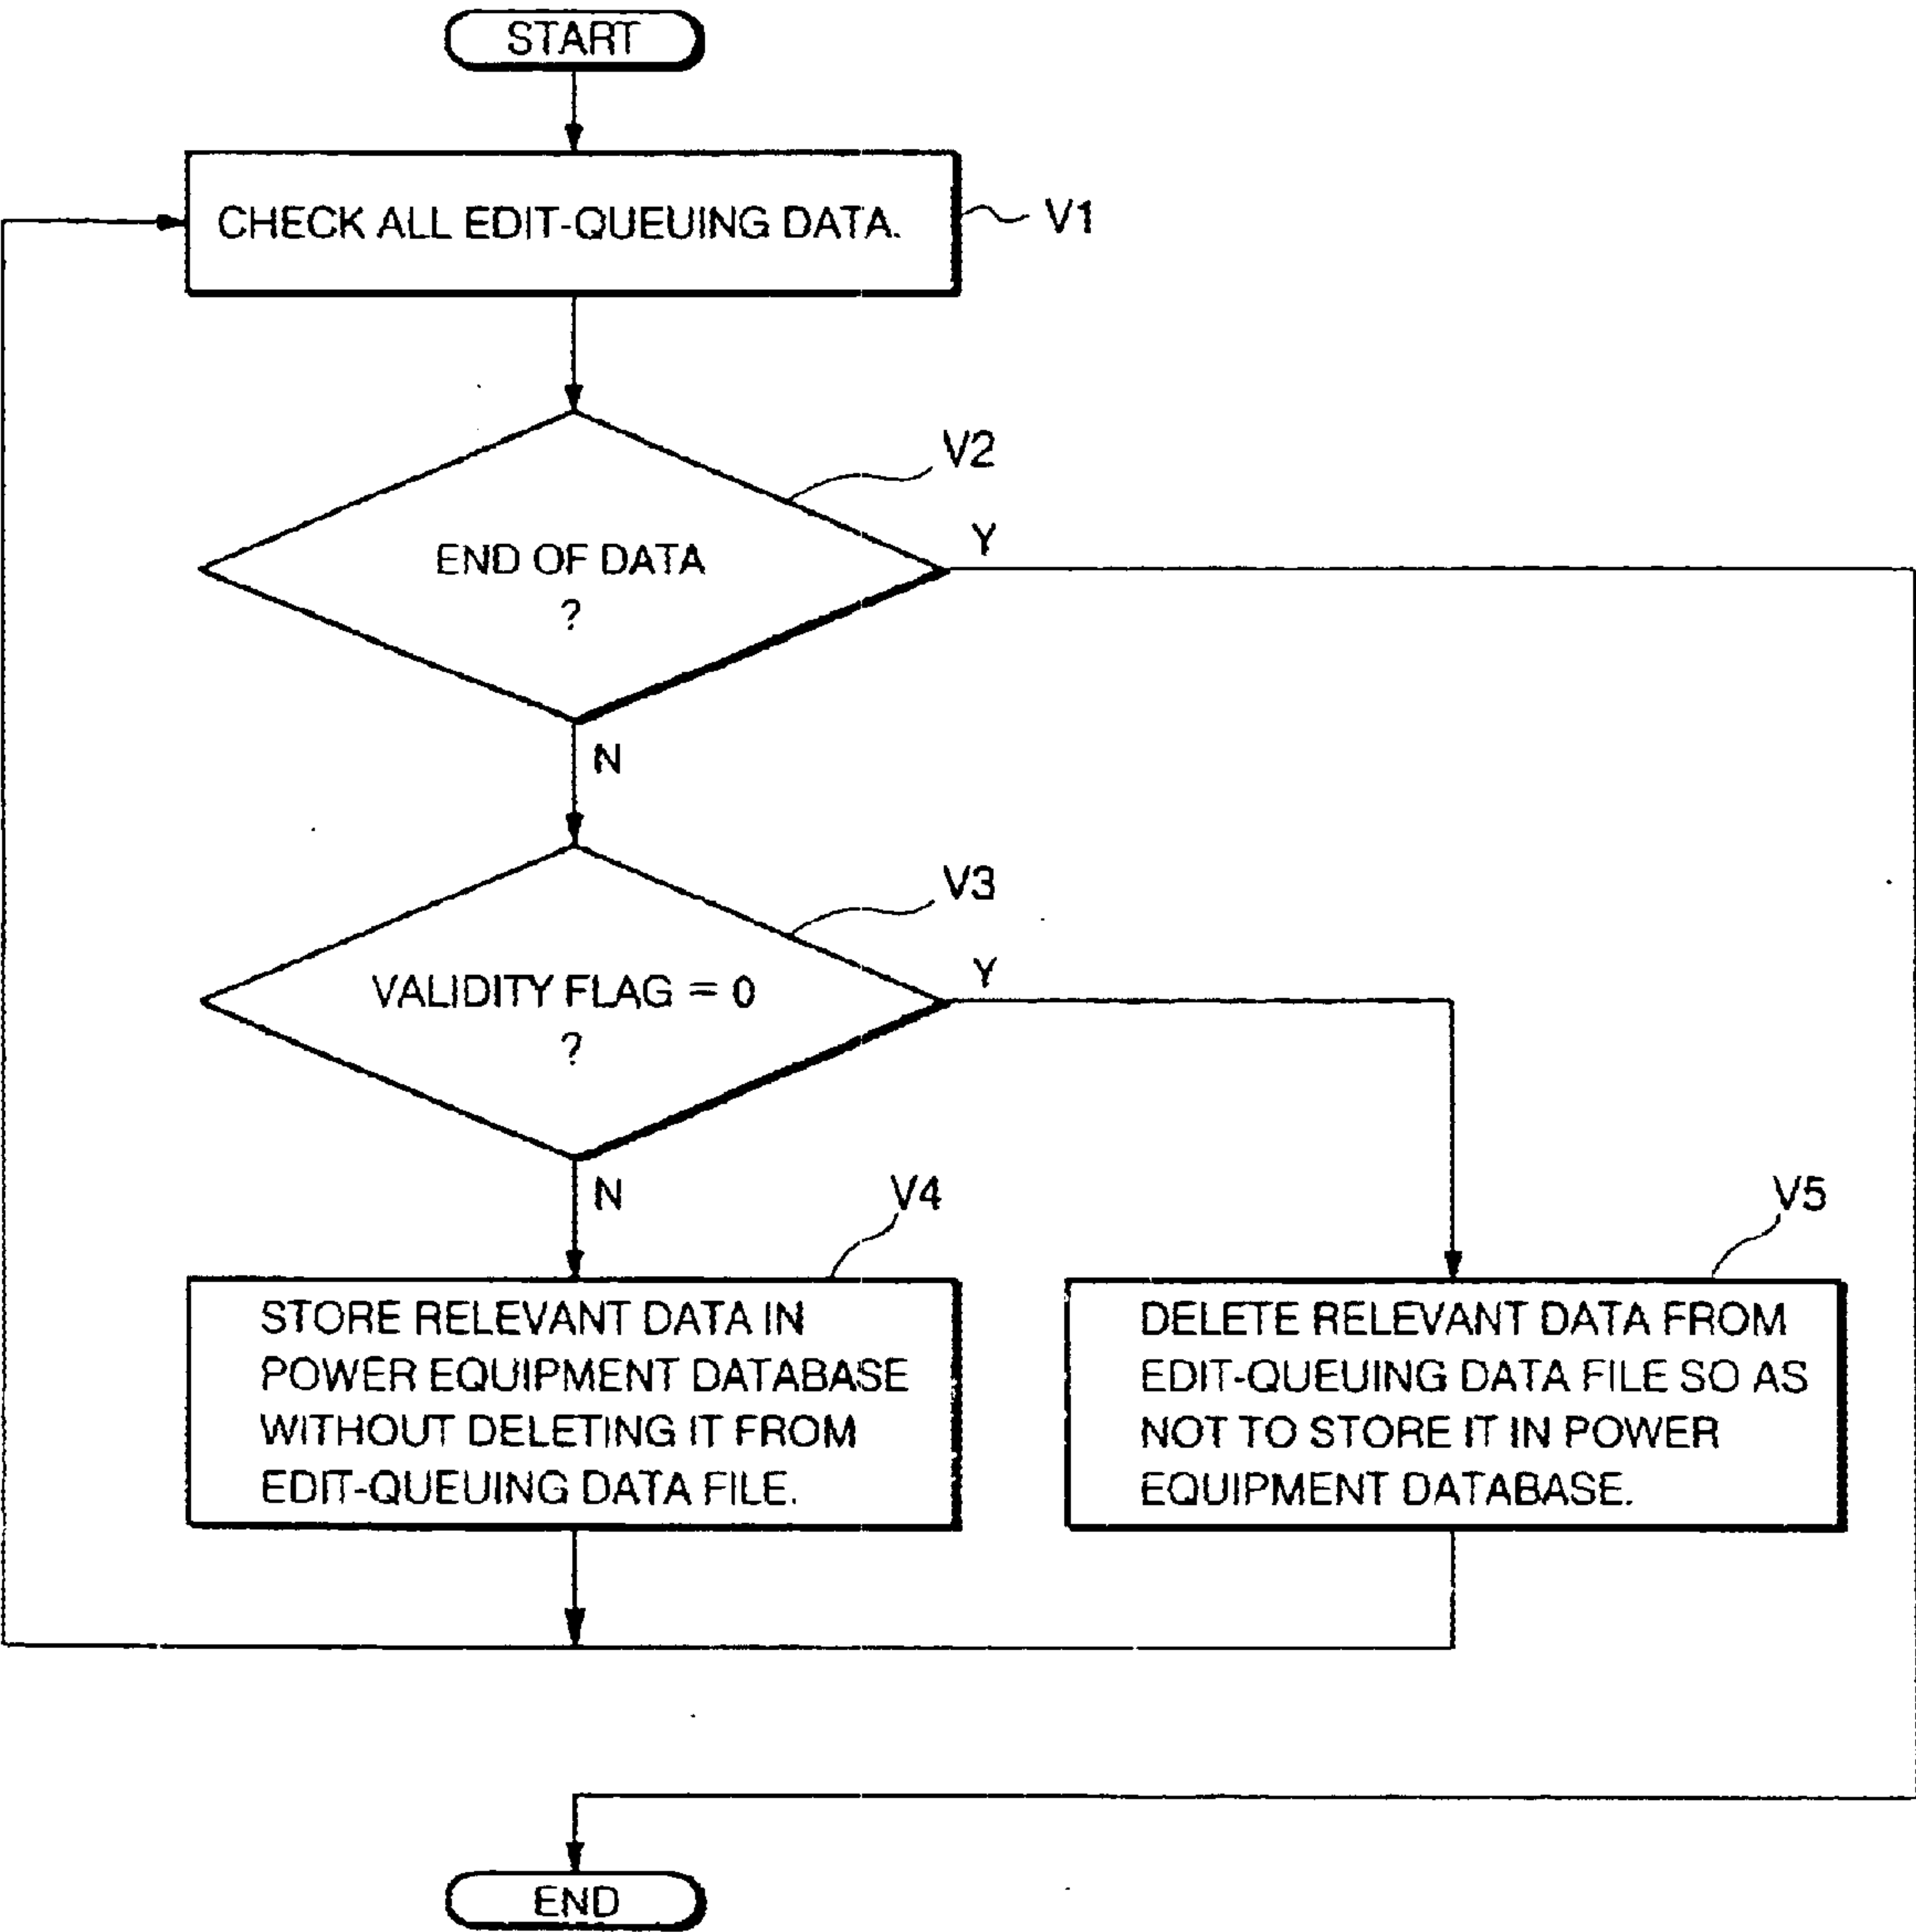 START
CHECK ALL EDIT-QUEUING DATA.
V1
V2
END OF DATA
?
Y
N
V3
VALIDITY FLAG = 0
?
Y
N
V4
STORE RELEVANT DATA IN
POWER EQUIPMENT DATABASE
WITHOUT DELETING IT FROM
EDIT-QUEUING DATA FILE.
V5
DELETE RELEVANT DATA FROM
EDIT-QUEUING DATA FILE SO AS
NOT TO STORE IT IN POWER
EQUIPMENT DATABASE.
END